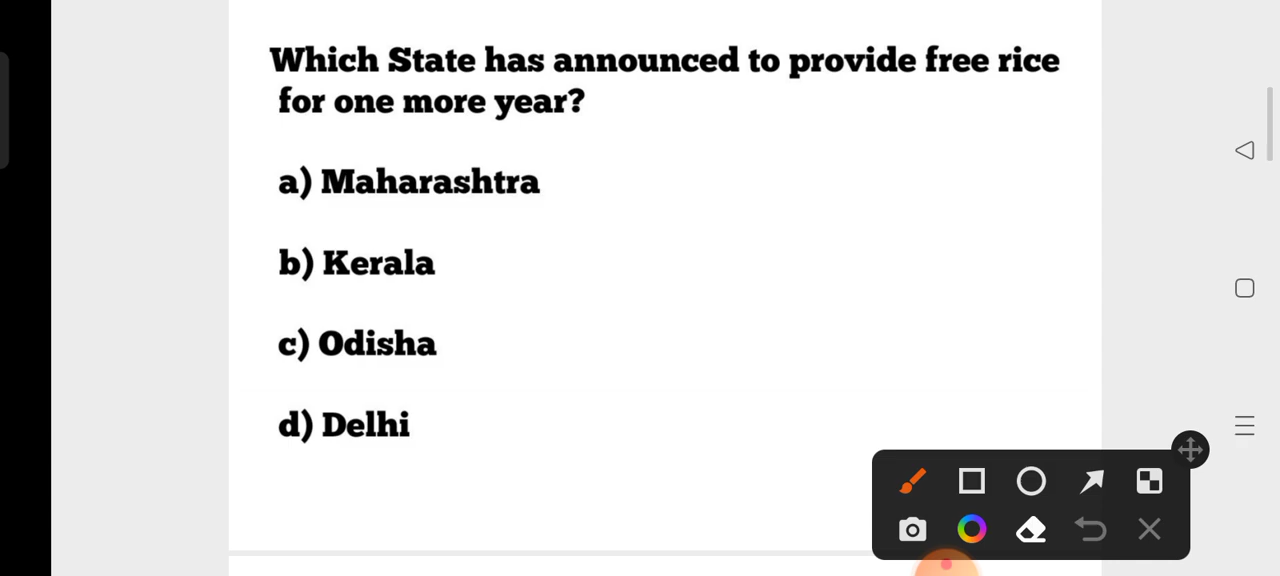 Which State has announced to provide free rice
for one more year?
a) Maharashtra
b) Kerala
c) Odisha
d) Delhi